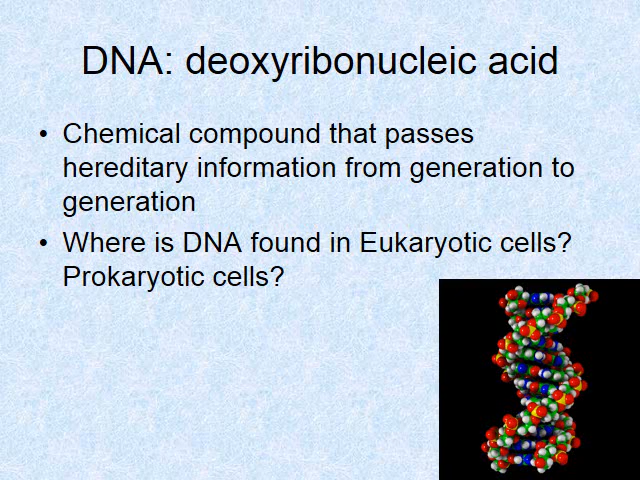 DNA: deoxyribonucleic acid
• Chemical compound that passes
hereditary information from generation to
generation
• Where is DNA found in Eukaryotic cells?
Prokaryotic cells?